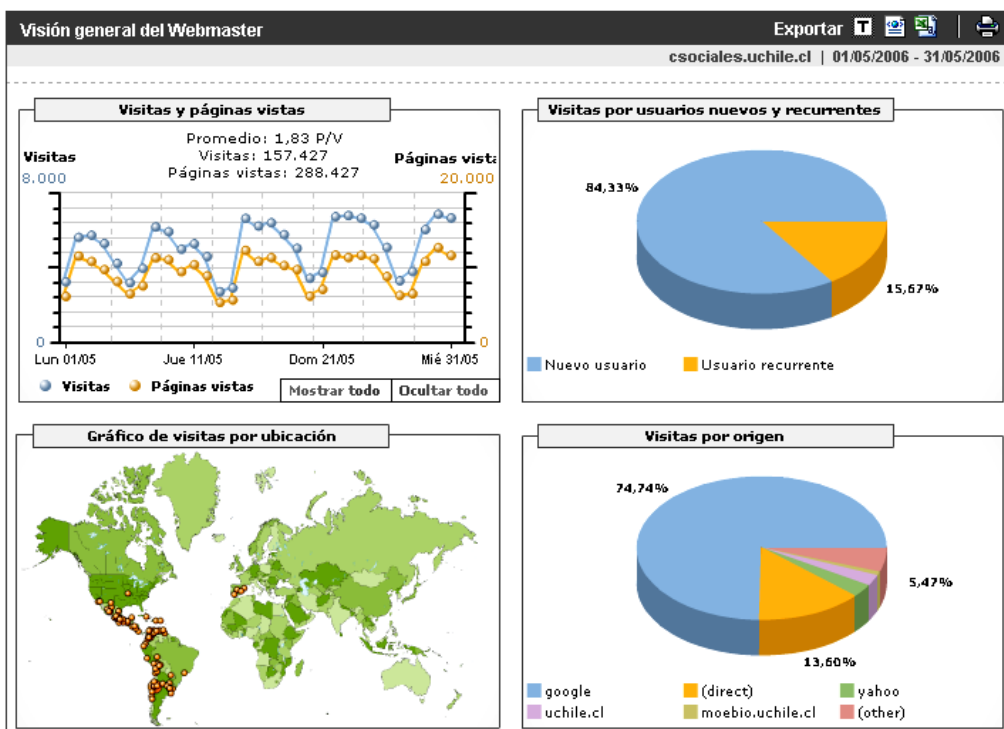 Visión general del Webmaster
Exportar T
csociales.uchile.cl | 01/05/2006 - 31/05/2006
Visitas y páginas vistas
Promedio: 1,83 P/V
Visitas: 157.427
Páginas vistas: 288.427
Visitas
8.000
Páginas vista
20.000
0
0
Lun 01/05
Jue 11/05
Dom 21/05
Mié 31/05
Visitas
Páginas vistas
Mostrar todo
Ocultar todo
Visitas por usuarios nuevos y recurrentes
84,33%
15,67%
Nuevo usuario
Usuario recurrente
Gráfico de visitas por ubicación
Visitas por origen
74,74%
5,47%
13,60%
google
(direct)
yahoo
uchile.cl
moebio.uchile.cl
(other)